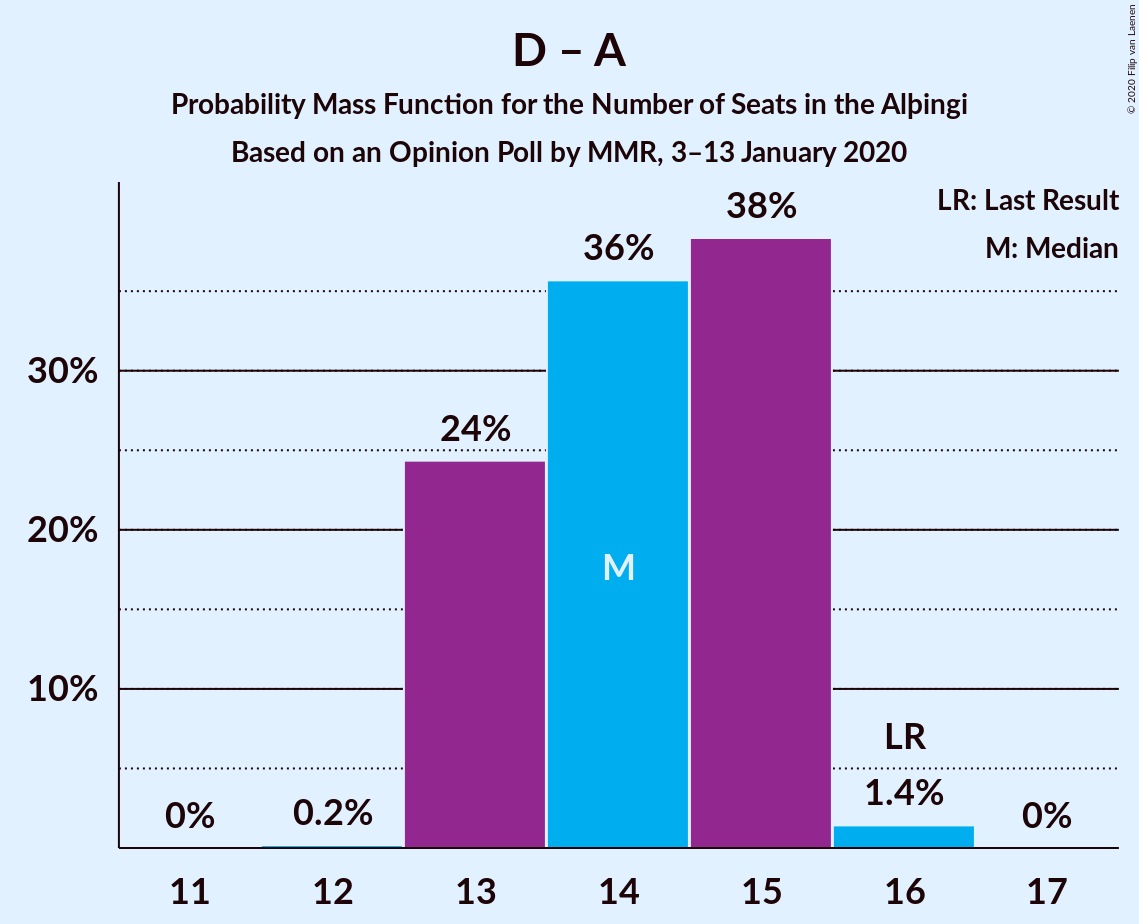 D – A
Probability Mass Function for the Number of Seats in the Alþingi
Based on an Opinion Poll by MMR, 3–13 January 2020
© 2020 Filip van Laenen
LR: Last Result
M: Median
38%
36%
30%
24%
20%
M
10%
LR
1.4%
0%
0.2%
0%
11
12
13
14
15
16
17